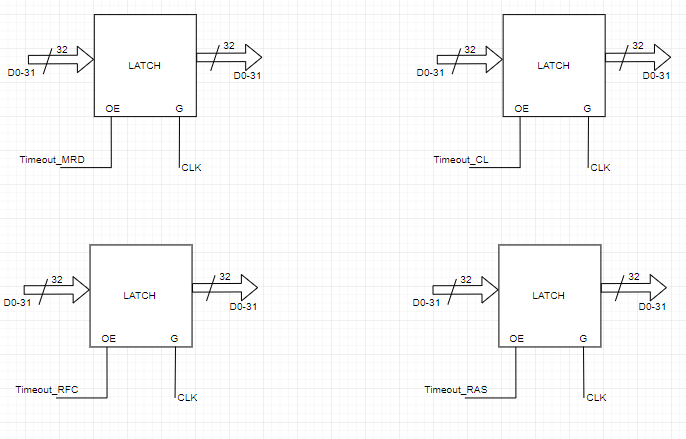 32 32 32 32
LATCH LATCH
D0-31 D0-31 D0-31 D0-31
OE G OE G
Timeout_MRD CLK Timeout_CL CLK
32 32 32 32
LATCH LATCH
D0-31 D0-31 D0-31 D0-31
OE G OE G
Timeout_RFC CLK Timeout_RAS CLK